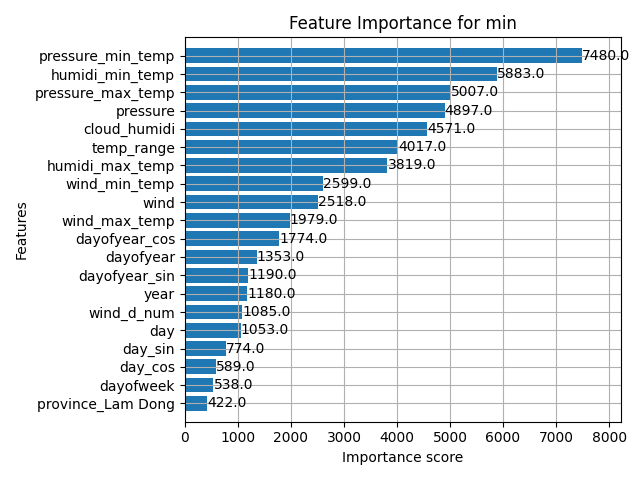 Feature Importance for min
Features
pressure_min_temp 7480.0
humidi_min_temp 5883.0
pressure_max_temp 5007.0
pressure 4897.0
cloud_humidi 4571.0
temp_range 4017.0
humidi_max_temp 3819.0
wind_min_temp 2599.0
wind 2518.0
wind_max_temp 1979.0
dayofyear_cos 1774.0
dayofyear 1353.0
dayofyear_sin 1190.0
year 1180.0
wind_d_num 1085.0
day 1053.0
day_sin 774.0
day_cos 589.0
dayofweek 538.0
province_Lam Dong 422.0
0 1000 2000 3000 4000 5000 6000 7000 8000
Importance score